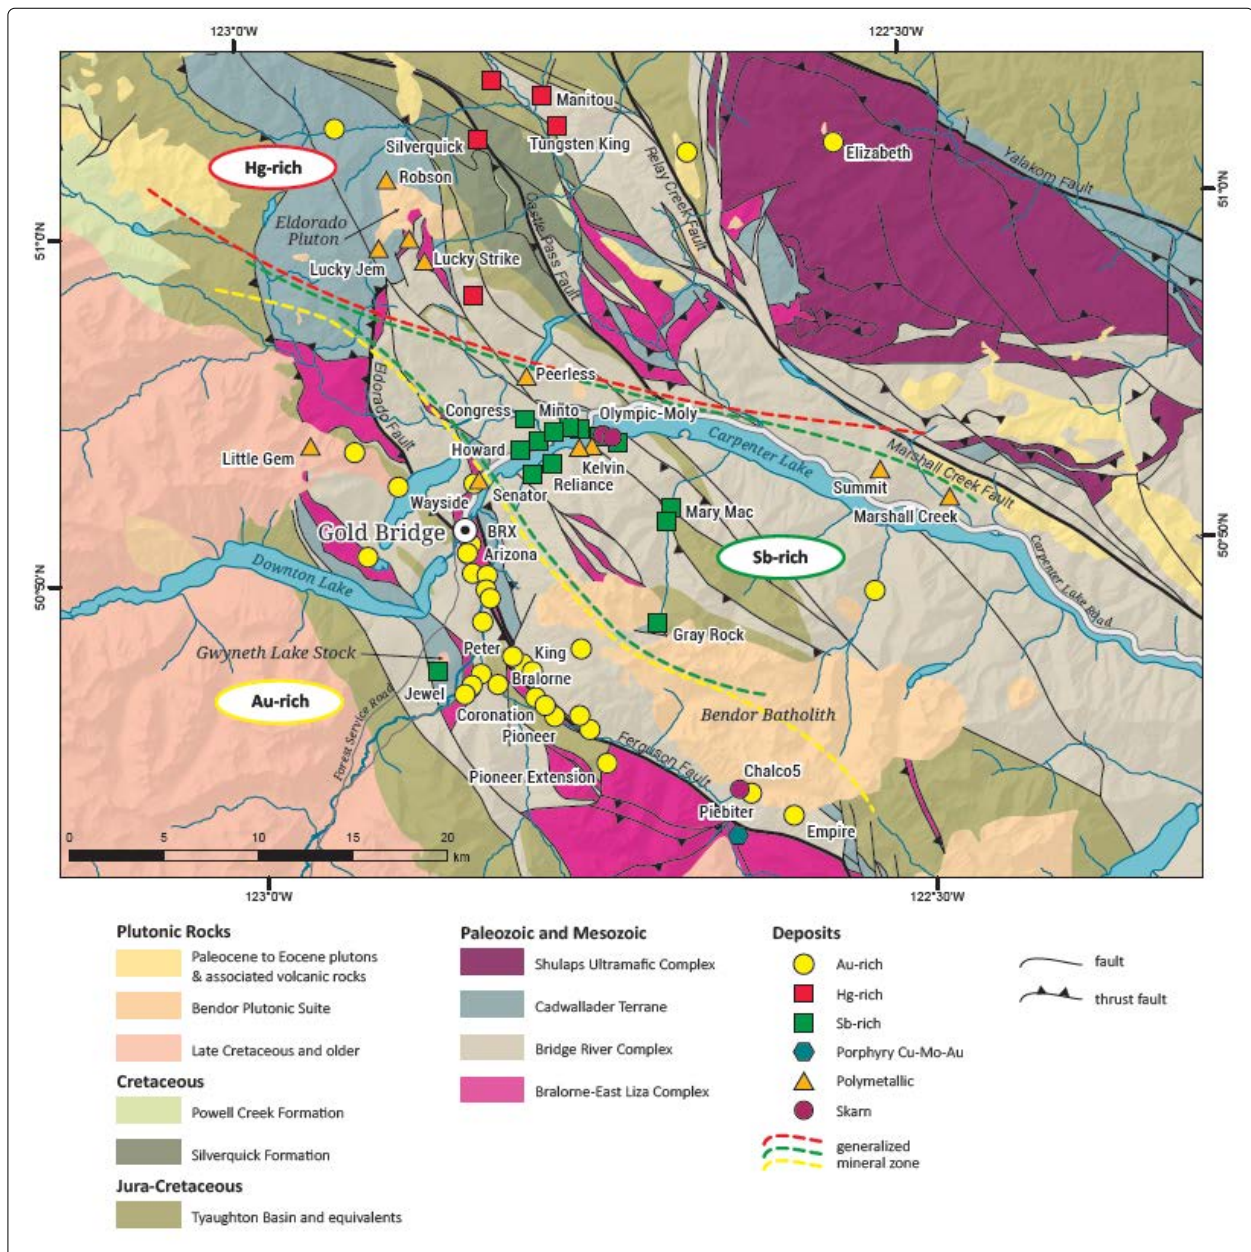 123°0'W
122°30'W
Manitou
Silverquick
Tungsten King
Elizabeth
Hg-rich
Robson
Relay Creek Fault
Yalakom Fault
51°0'N
Eldorado
Pluton
Castle Pass Fault
51°0'N
Lucky Jem
Lucky Strike
Peerless
Eldorado Fault
Congress
Minto
Olympic-Moly
Carpenter Lake
Howard
Little Gem
Kelvin
Marshall Creek Fault
Summit
Reliance
Wayside
Senator
Mary Mac
Marshall Creek
Gold Bridge
BRX
50°50'N
Arizona
Sb-rich
Carpenter Lake Road
Downton Lake
50°50'N
Gray Rock
Gwyneth Lake Stock
Peter
King
Jewel
Bralorne
Au-rich
Forest Service Road
Coronation
Bendor Batholith
Pioneer
Ferguson Fault
Pioneer Extension
Chalco5
Piebiter
Empire
0 5 10 15 20
km
123°0'W
122°30'W
Plutonic Rocks
Paleocene to Eocene plutons
& associated volcanic rocks
Bendor Plutonic Suite
Late Cretaceous and older
Cretaceous
Powell Creek Formation
Silverquick Formation
Jura-Cretaceous
Tyaughton Basin and equivalents
Paleozoic and Mesozoic
Shulaps Ultramafic Complex
Cadwallader Terrane
Bridge River Complex
Bralorne-East Liza Complex
Deposits
Au-rich
Hg-rich
Sb-rich
Porphyry Cu-Mo-Au
Polymetallic
Skarn
generalized
mineral zone
fault
thrust fault